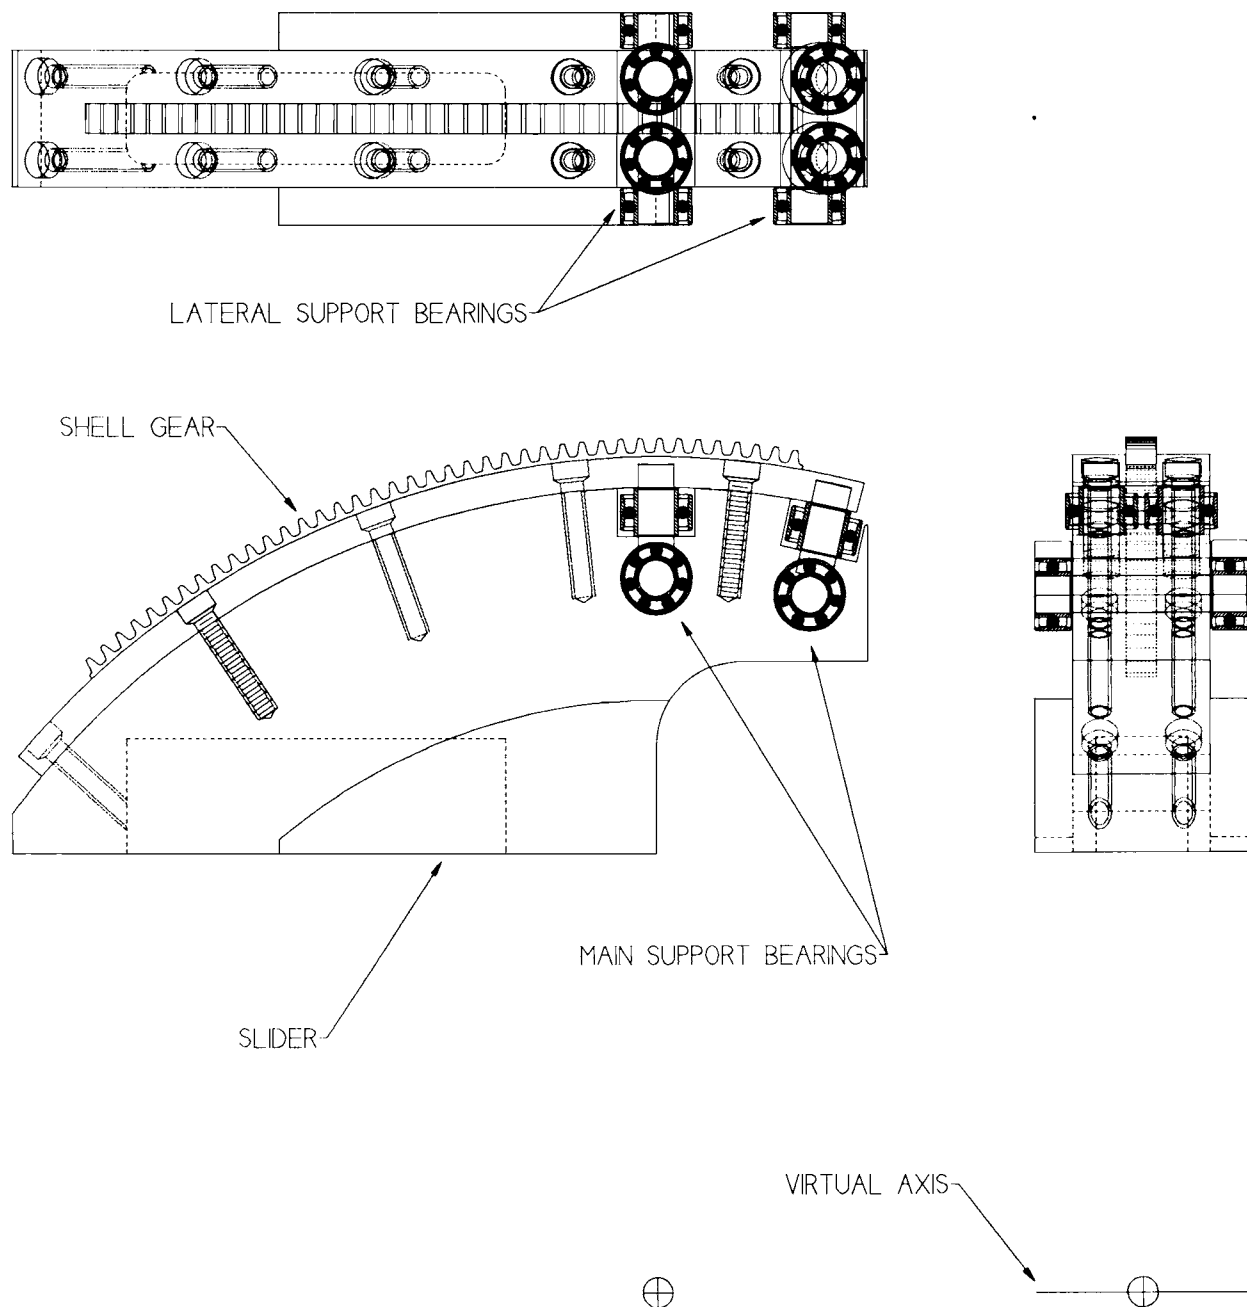 LATERAL SUPPORT BEARINGS
SHELL GEAR
MAIN SUPPORT BEARINGS
SLIDER
VIRTUAL AXIS